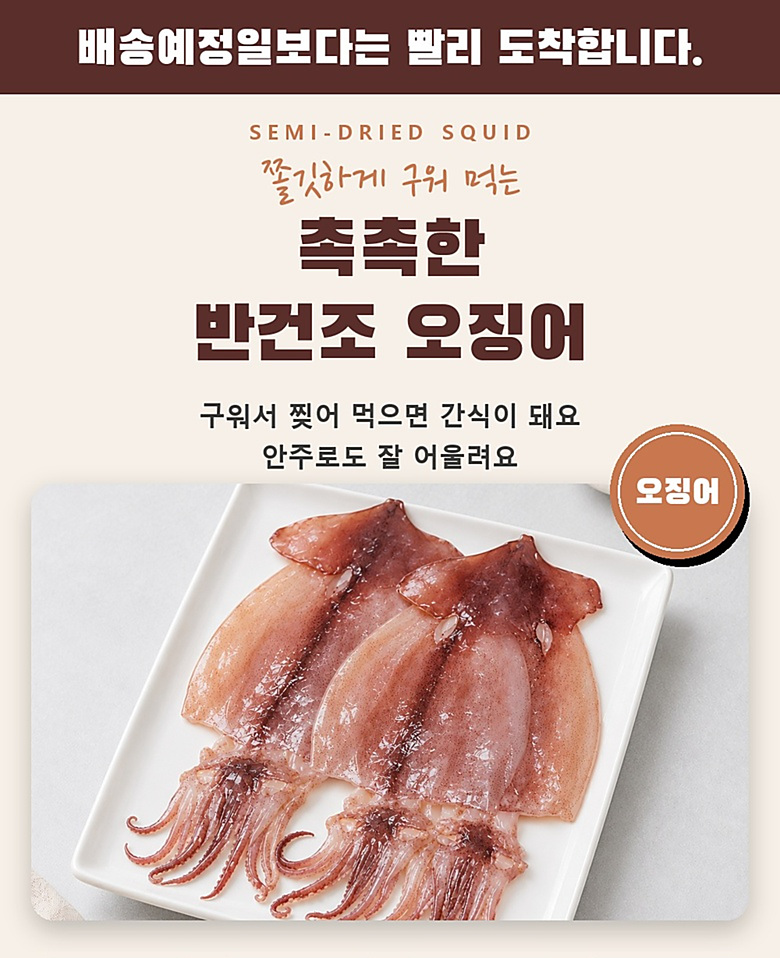 배송예정일보다는 빨리 도착합니다.
SEMI-DRIED SQUID
쫄깃하게 구워 먹는
촉촉한
반건조 오징어
구워서 찢어 먹으면 간식이 돼요
안주로도 잘 어울려요
오징어